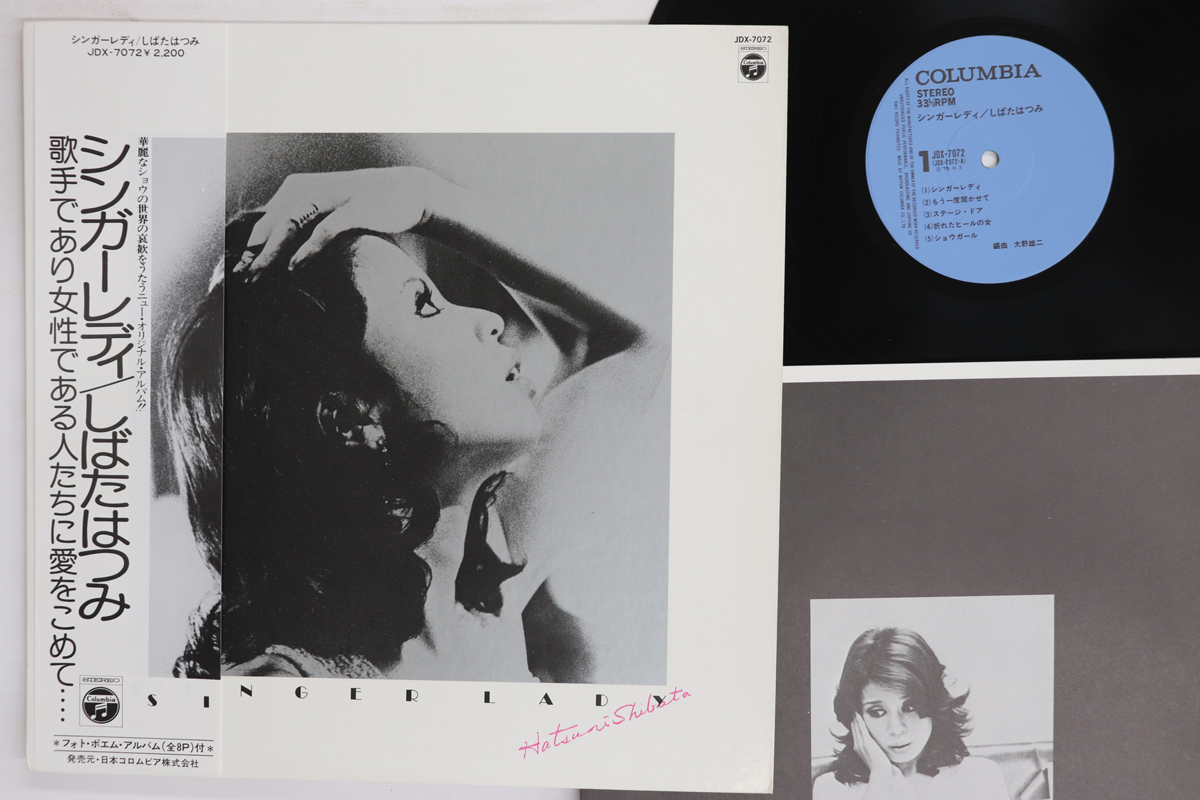 シンガーレディ/しばたはつみ
JDX-7072¥2,200
華麗なショウの世界の哀歓をうたうニュー・オリジナル・アルバム!!
シンガーレディ/しばたはつみ
歌手であり女性である人たちに愛をこめて‥‥
STEREO
Columbia
*フォト・ポエム・アルバム(全8P)付*
発売元・日本コロムビア株式会社
JDX-7072
STEREO
Columbia
SINGER LADY
Hatsumi Shibata
COLUMBIA
STEREO
33⅓RPM
シンガーレディ/しばたはつみ
1 JDX-7072
(JDX-7072-A)
(1)シンガーレディ
(2)もう一度聞かせて
(3)ステージ・ドア
(4)折れたヒールの女
(5)ショウガール
編曲 大野雄二